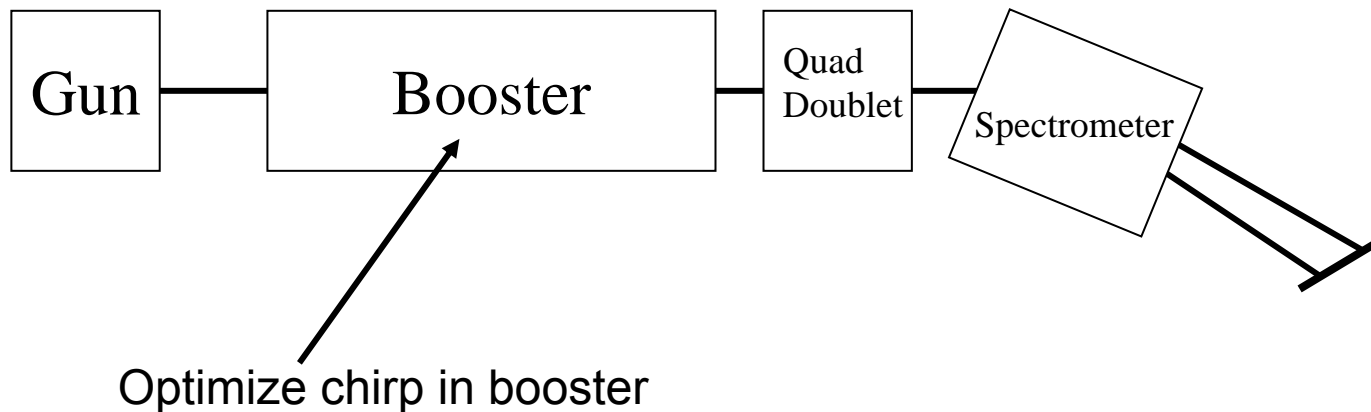 Gun
Booster
Quad
Doublet
Spectrometer
Optimize chirp in booster